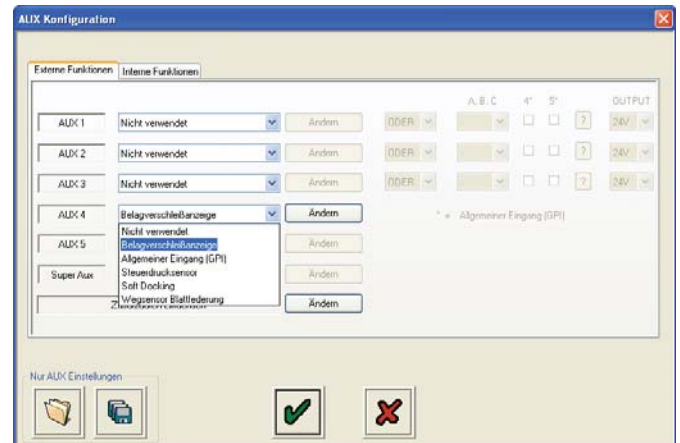 AUX Konfiguration
Externe Funktionen Interne Funktionen
A, B, C 4* 5* OUTPUT
AUX 1 Nicht verwendet Ändern ODER ? 24V
AUX 2 Nicht verwendet Ändern ODER ? 24V
AUX 3 Nicht verwendet Ändern ODER ? 24V
AUX 4 Belagverschleißanzeige Ändern * = Allgemeiner Eingang (GPI)
Nicht verwendet
Belagverschleißanzeige
AUX 5 Ändern
Allgemeiner Eingang (GPI)
Steuerdrucksensor
Super Aux Ändern
Soft Docking
Wegsensor Blattfederung
Ändern
Nur AUX Einstellungen